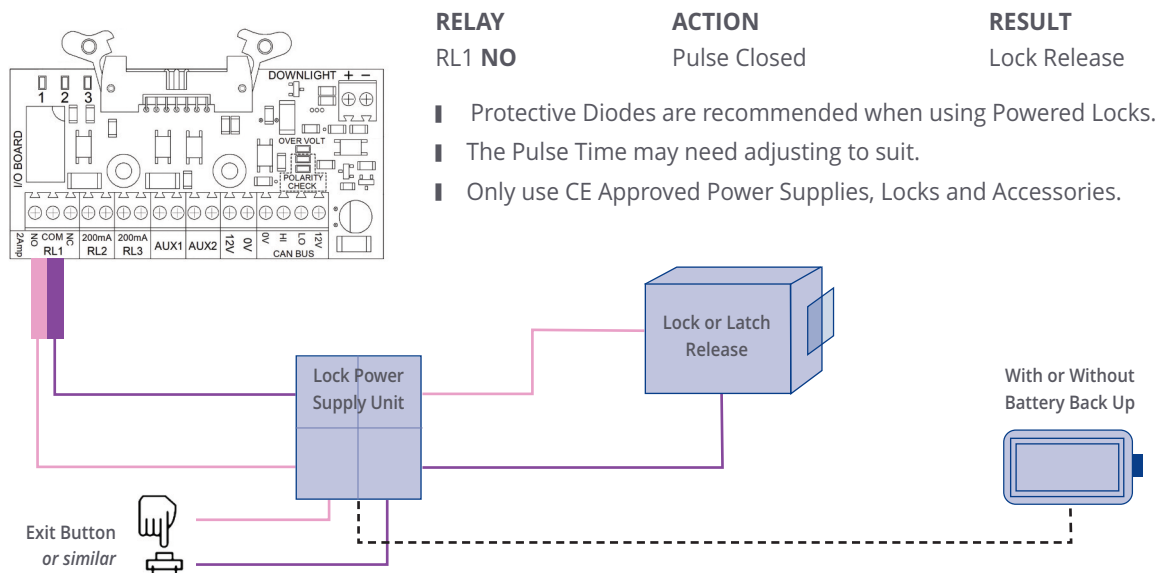 RELAY ACTION RESULT
RL1 NO Pulse Closed Lock Release
Protective Diodes are recommended when using Powered Locks.
The Pulse Time may need adjusting to suit.
Only use CE Approved Power Supplies, Locks and Accessories.
DOWNLIGHT + -
1 2 3
I/O BOARD
OVER VOLT
POLARITY
CHECK
2Amp NO COM NC 200mA 200mA AUX1 AUX2 12V 0V 0V HI LO 12V
RL1 RL2 RL3 CAN BUS
Lock or Latch
Release
Lock Power
Supply Unit
With or Without
Battery Back Up
Exit Button
or similar